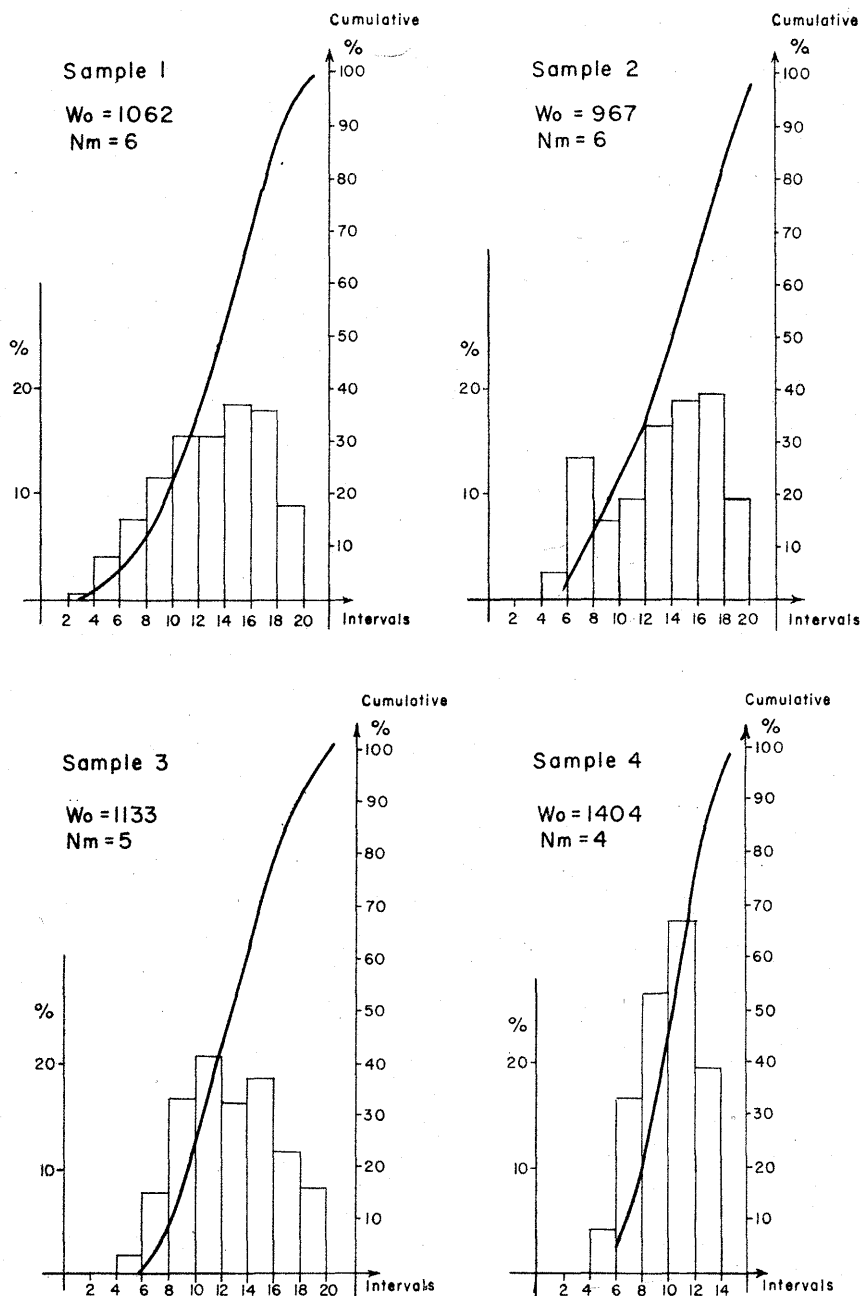 Cumulative
%
Sample 1
Wo = 1062
Nm = 6
100
90
80
70
60
50
40
30
20
10
%
20
10
2 4 6 8 10 12 14 16 18 20 Intervals
Cumulative
%
Sample 2
Wo = 967
Nm = 6
100
90
80
70
60
50
40
30
20
10
%
20
10
2 4 6 8 10 12 14 16 18 20 Intervals
Cumulative
%
Sample 3
Wo = 1133
Nm = 5
100
90
80
70
60
50
40
30
20
10
%
20
10
2 4 6 8 10 12 14 16 18 20 Intervals
Cumulative
%
Sample 4
Wo = 1404
Nm = 4
100
90
80
70
60
50
40
30
20
10
%
20
10
2 4 6 8 10 12 14 Intervals